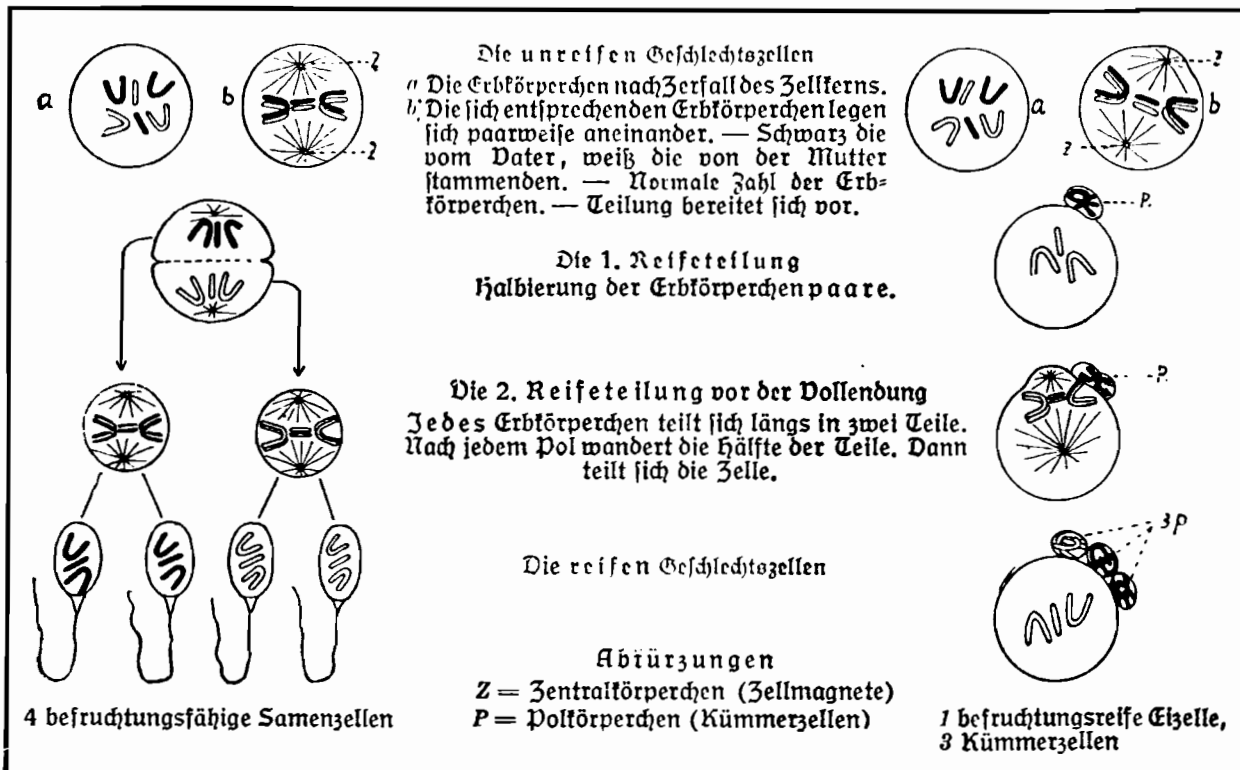 Die unreifen Geschlechtszellen
a Die Erbkörperchen nach Zerfall des Zellkerns.
b Die sich entsprechenden Erbkörperchen legen
sich paarweise aneinander. — Schwarz die
vom Vater, weiß die von der Mutter
stammenden. — Normale Zahl der Erb=
körperchen. — Teilung bereitet sich vor.
a
b
Z
Z
a
b
Z
Z
P.
Die 1. Reifeteilung
Halbierung der Erbkörperchenpaare.
Die 2. Reifeteilung vor der Vollendung
Jedes Erbkörperchen teilt sich längs in zwei Teile.
Nach jedem Pol wandert die Hälfte der Teile. Dann
teilt sich die Zelle.
P.
Die reifen Geschlechtszellen
3 P
Abkürzungen
Z = Zentralkörperchen (Zellmagnete)
P = Polkörperchen (Kümmerzellen)
4 befruchtungsfähige Samenzellen
1 befruchtungsreife Eizelle,
3 Kümmerzellen